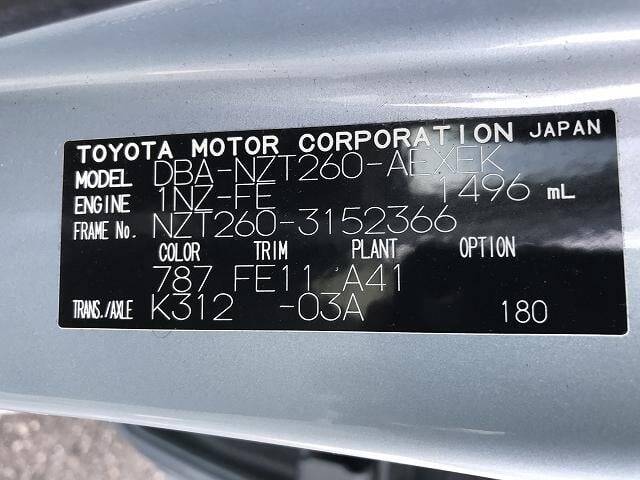 TOYOTA MOTOR CORPORATION JAPAN
MODEL DBA-NZT260-AEXEK
ENGINE 1NZ-FE 1496 mL
FRAME No. NZT260-3152366
COLOR TRIM PLANT OPTION
787 FE11 A41
TRANS./AXLE K312 -03A 180